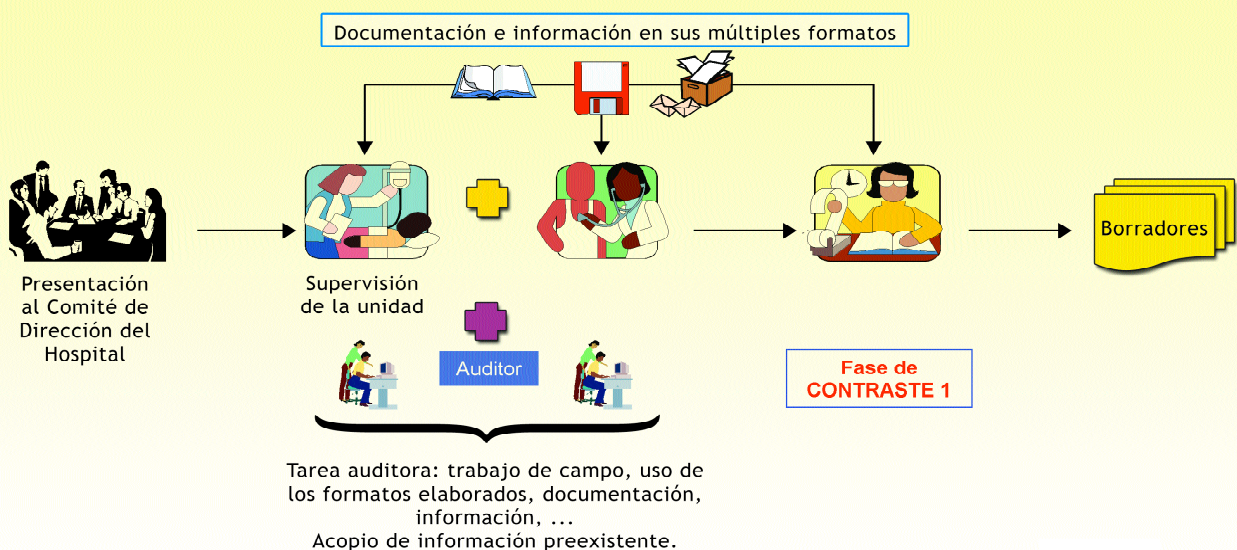 Documentación e información en sus múltiples formatos
Presentación
al Comité de
Dirección del
Hospital
Supervisión
de la unidad
Auditor
Fase de
CONTRASTE 1
Borradores
Tarea auditora: trabajo de campo, uso de
los formatos elaborados, documentación,
información, ...
Acopio de información preexistente.